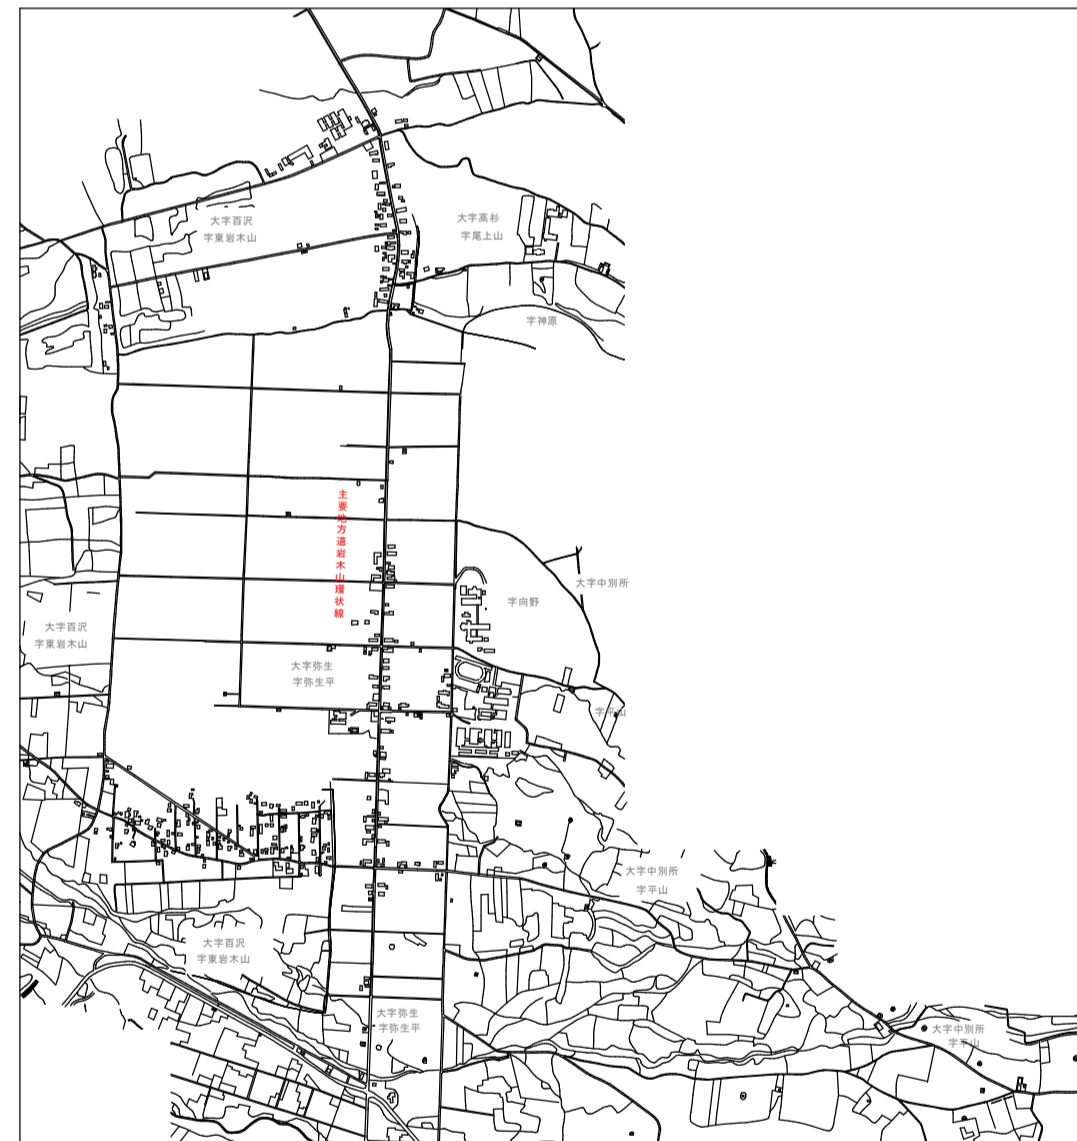 大字百沢
字東岩木山
大字高杉
字尾上山
字神原
主要地方道岩木山環状線
大字中別所
字向野
大字百沢
字東岩木山
大字弥生
字弥生平
字平山
大字中別所
字平山
大字百沢
字東岩木山
大字弥生
字弥生平
大字中別所
字平山